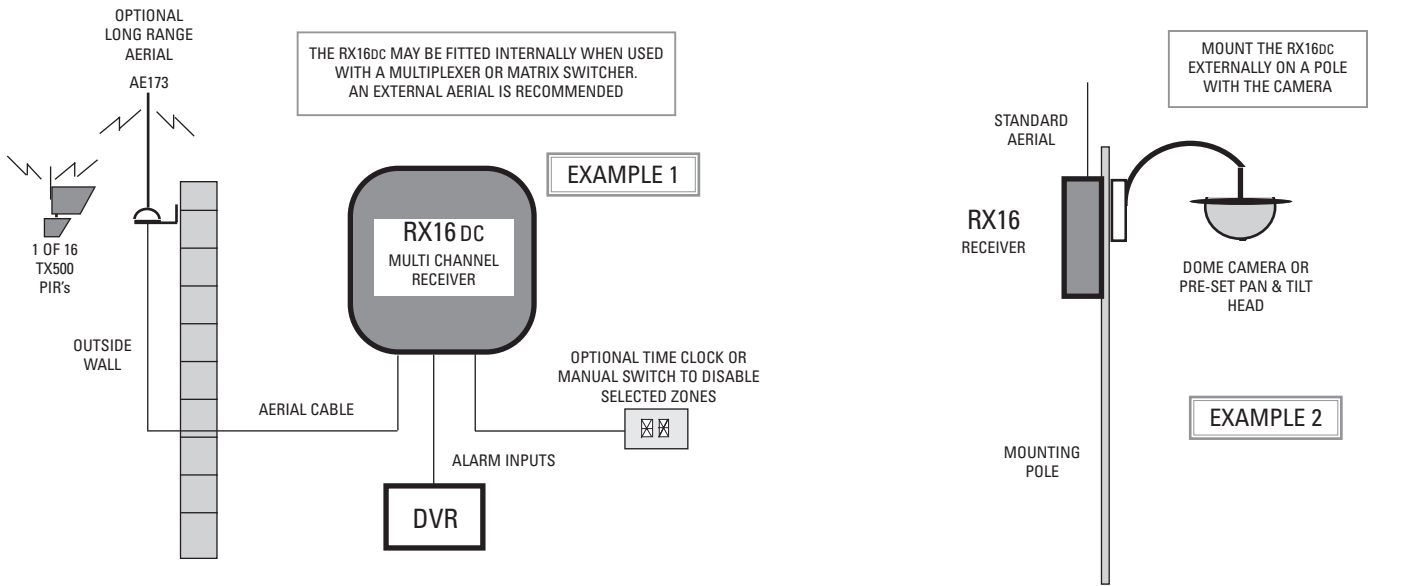 OPTIONAL
LONG RANGE
AERIAL
AE173
THE RX16DC MAY BE FITTED INTERNALLY WHEN USED
WITH A MULTIPLEXER OR MATRIX SWITCHER.
AN EXTERNAL AERIAL IS RECOMMENDED
EXAMPLE 1
1 OF 16
TX500
PIR's
RX16 DC
MULTI CHANNEL
RECEIVER
OUTSIDE
WALL
AERIAL CABLE
OPTIONAL TIME CLOCK OR
MANUAL SWITCH TO DISABLE
SELECTED ZONES
ALARM INPUTS
DVR
MOUNT THE RX16DC
EXTERNALLY ON A POLE
WITH THE CAMERA
STANDARD
AERIAL
RX16
RECEIVER
DOME CAMERA OR
PRE-SET PAN & TILT
HEAD
EXAMPLE 2
MOUNTING
POLE